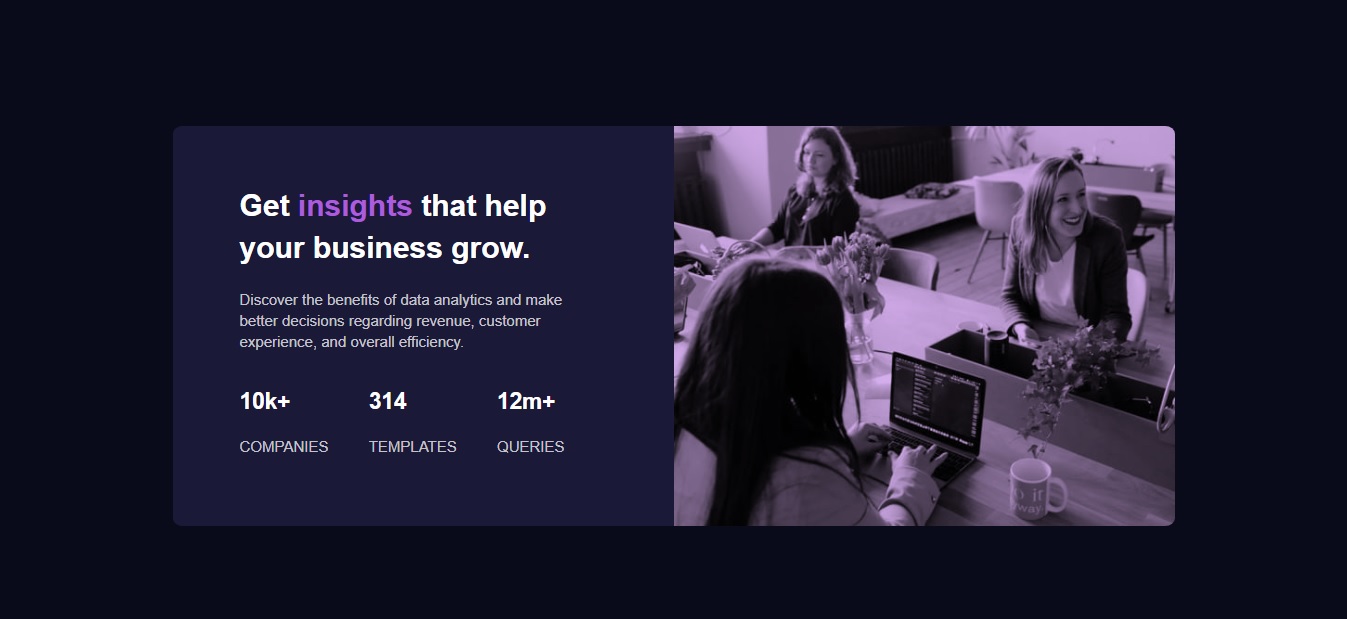 Get insights that help
your business grow.
Discover the benefits of data analytics and make
better decisions regarding revenue, customer
experience, and overall efficiency.
10k+ 314 12m+
COMPANIES TEMPLATES QUERIES